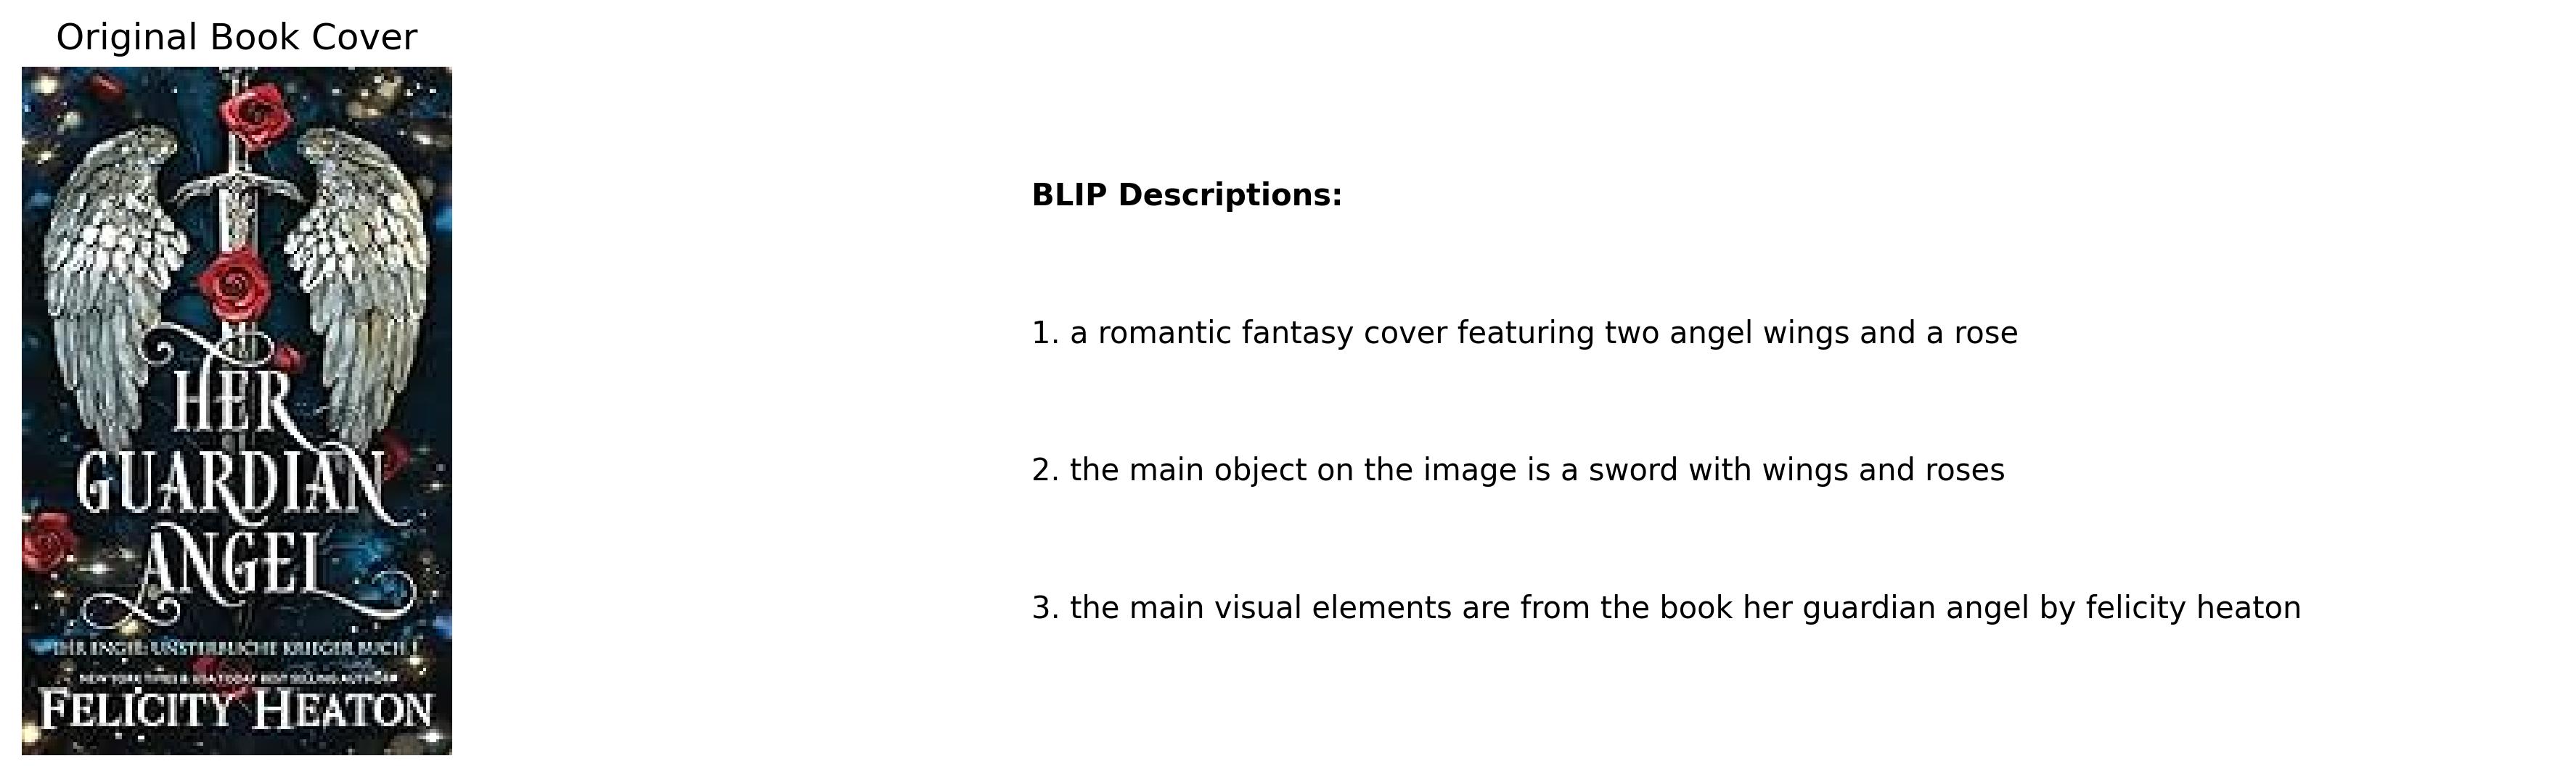 Original Book Cover
HER
GUARDIAN
ANGEL
IHR ENGEL: UNSTERBLICHE KRIEGER BUCH 1
NEW YORK TIMES & USA TODAY BEST SELLING AUTHOR
FELICITY HEATON
BLIP Descriptions:
1. a romantic fantasy cover featuring two angel wings and a rose
2. the main object on the image is a sword with wings and roses
3. the main visual elements are from the book her guardian angel by felicity heaton